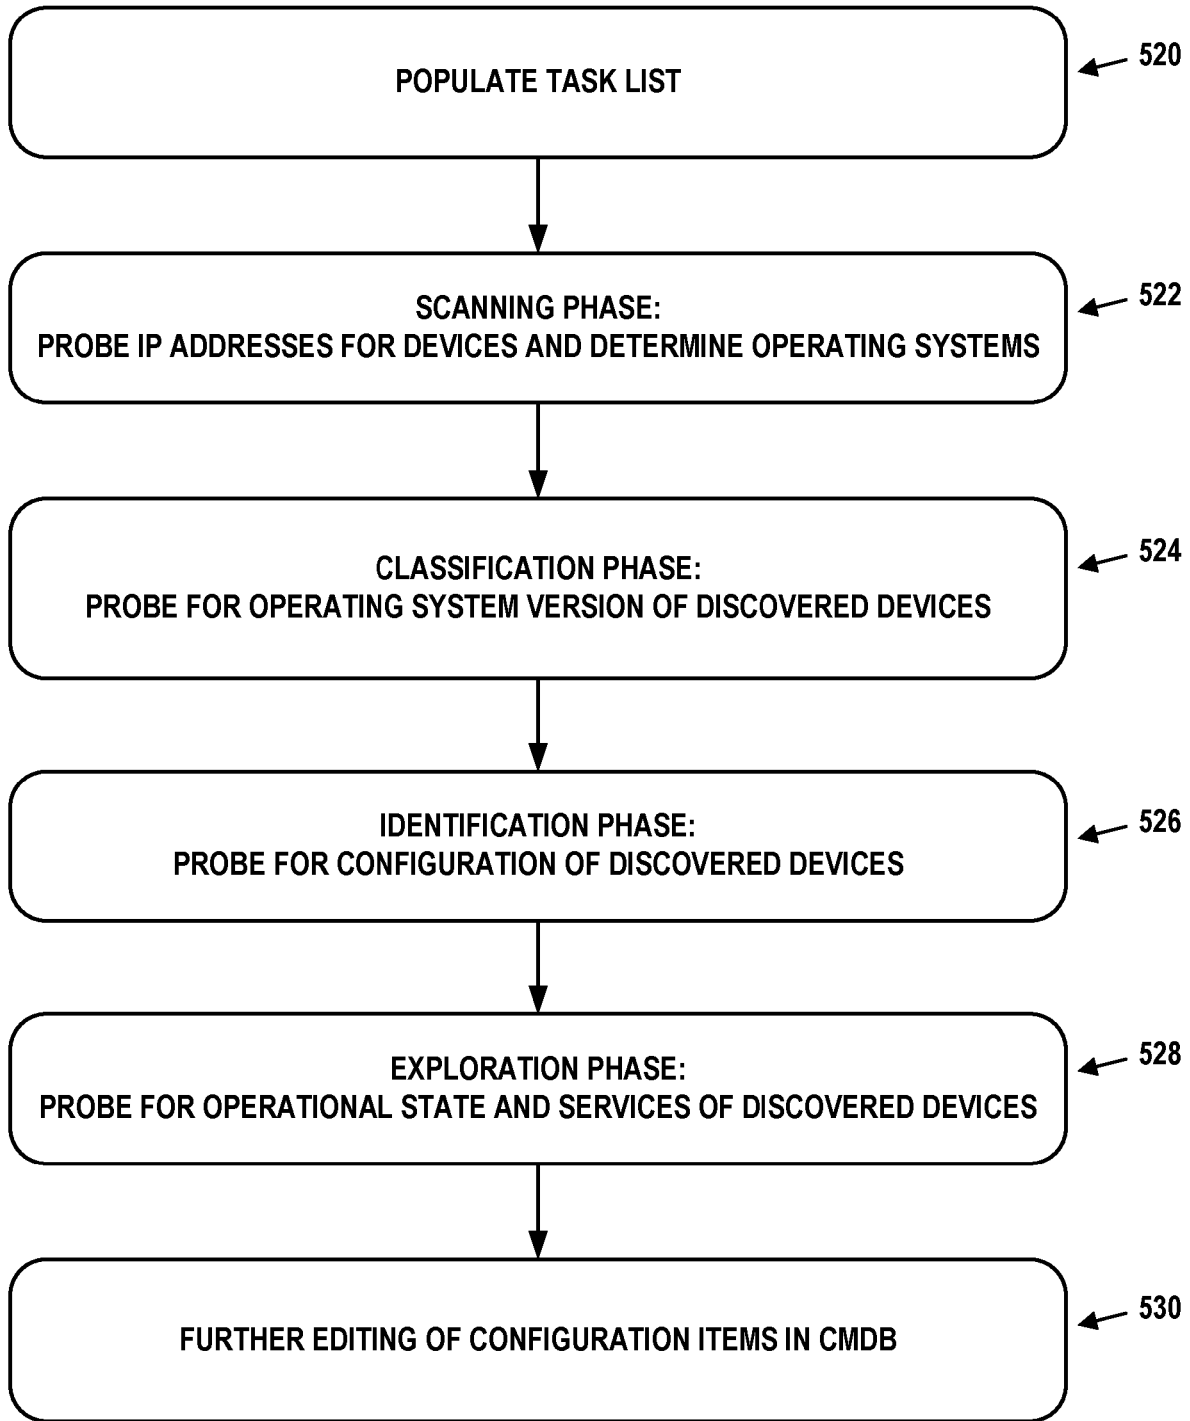 POPULATE TASK LIST
520
SCANNING PHASE:
PROBE IP ADDRESSES FOR DEVICES AND DETERMINE OPERATING SYSTEMS
522
CLASSIFICATION PHASE:
PROBE FOR OPERATING SYSTEM VERSION OF DISCOVERED DEVICES
524
IDENTIFICATION PHASE:
PROBE FOR CONFIGURATION OF DISCOVERED DEVICES
526
EXPLORATION PHASE:
PROBE FOR OPERATIONAL STATE AND SERVICES OF DISCOVERED DEVICES
528
FURTHER EDITING OF CONFIGURATION ITEMS IN CMDB
530